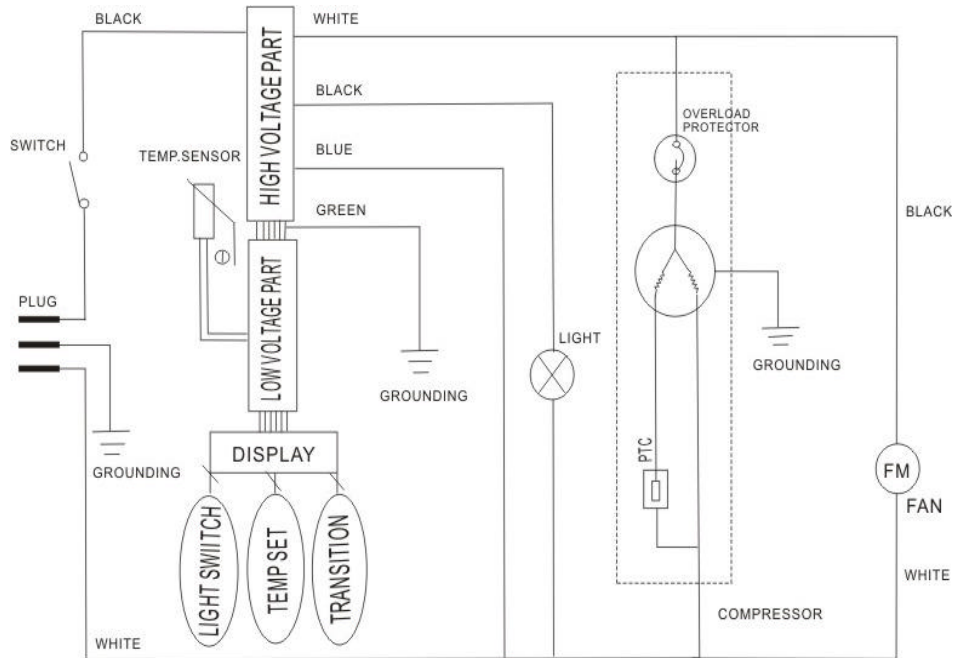 BLACK
WHITE
HIGH VOLTAGE PART
BLACK
OVERLOAD
PROTECTOR
SWITCH
TEMP.SENSOR
BLUE
GREEN
BLACK
PLUG
LOW VOLTAGE PART
LIGHT
GROUNDING
GROUNDING
DISPLAY
PTC
GROUNDING
FM
FAN
LIGHT SWITCH
TEMP SET
TRANSITION
WHITE
COMPRESSOR
WHITE